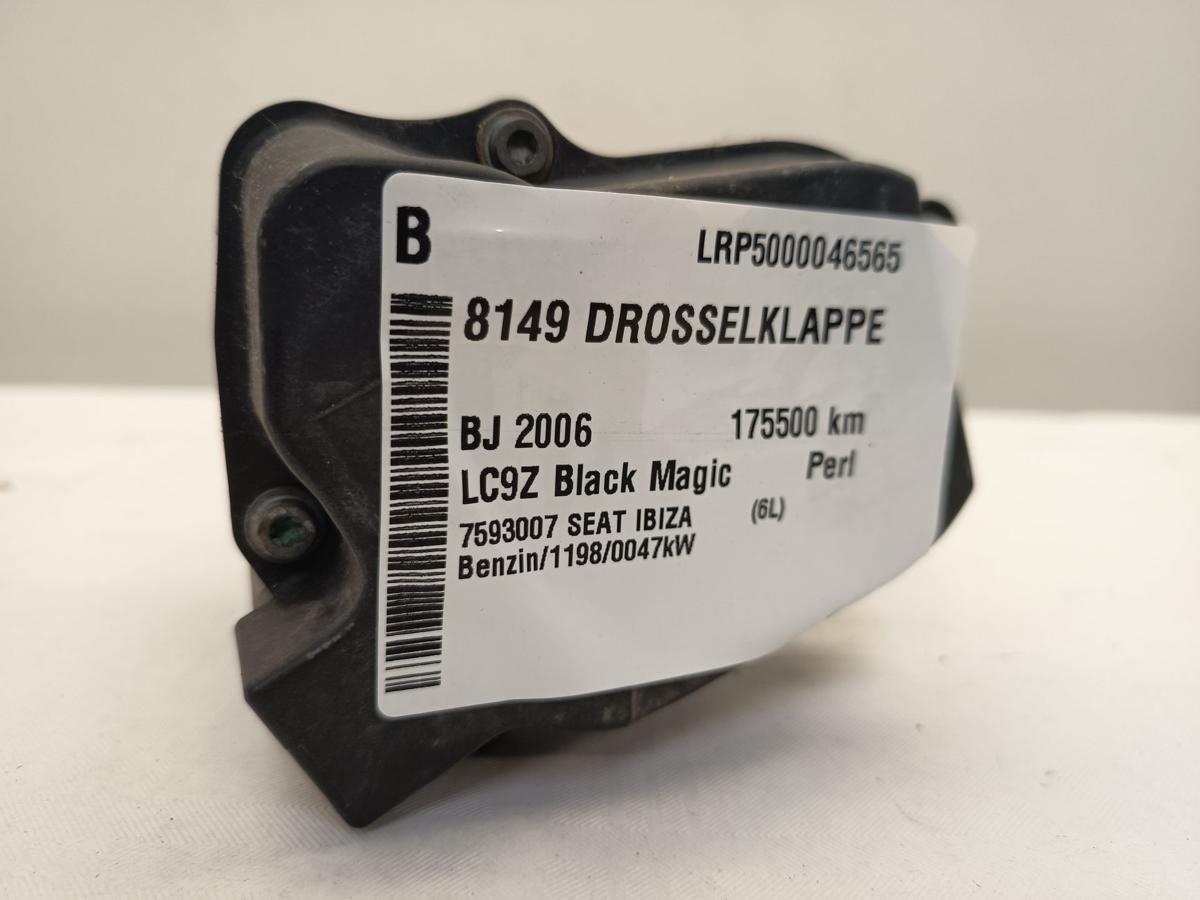 B LRP5000046565
8149 DROSSELKLAPPE
BJ 2006 175500 km
LC9Z Black Magic Perl
7593007 SEAT IBIZA (6L)
Benzin/1198/0047kW